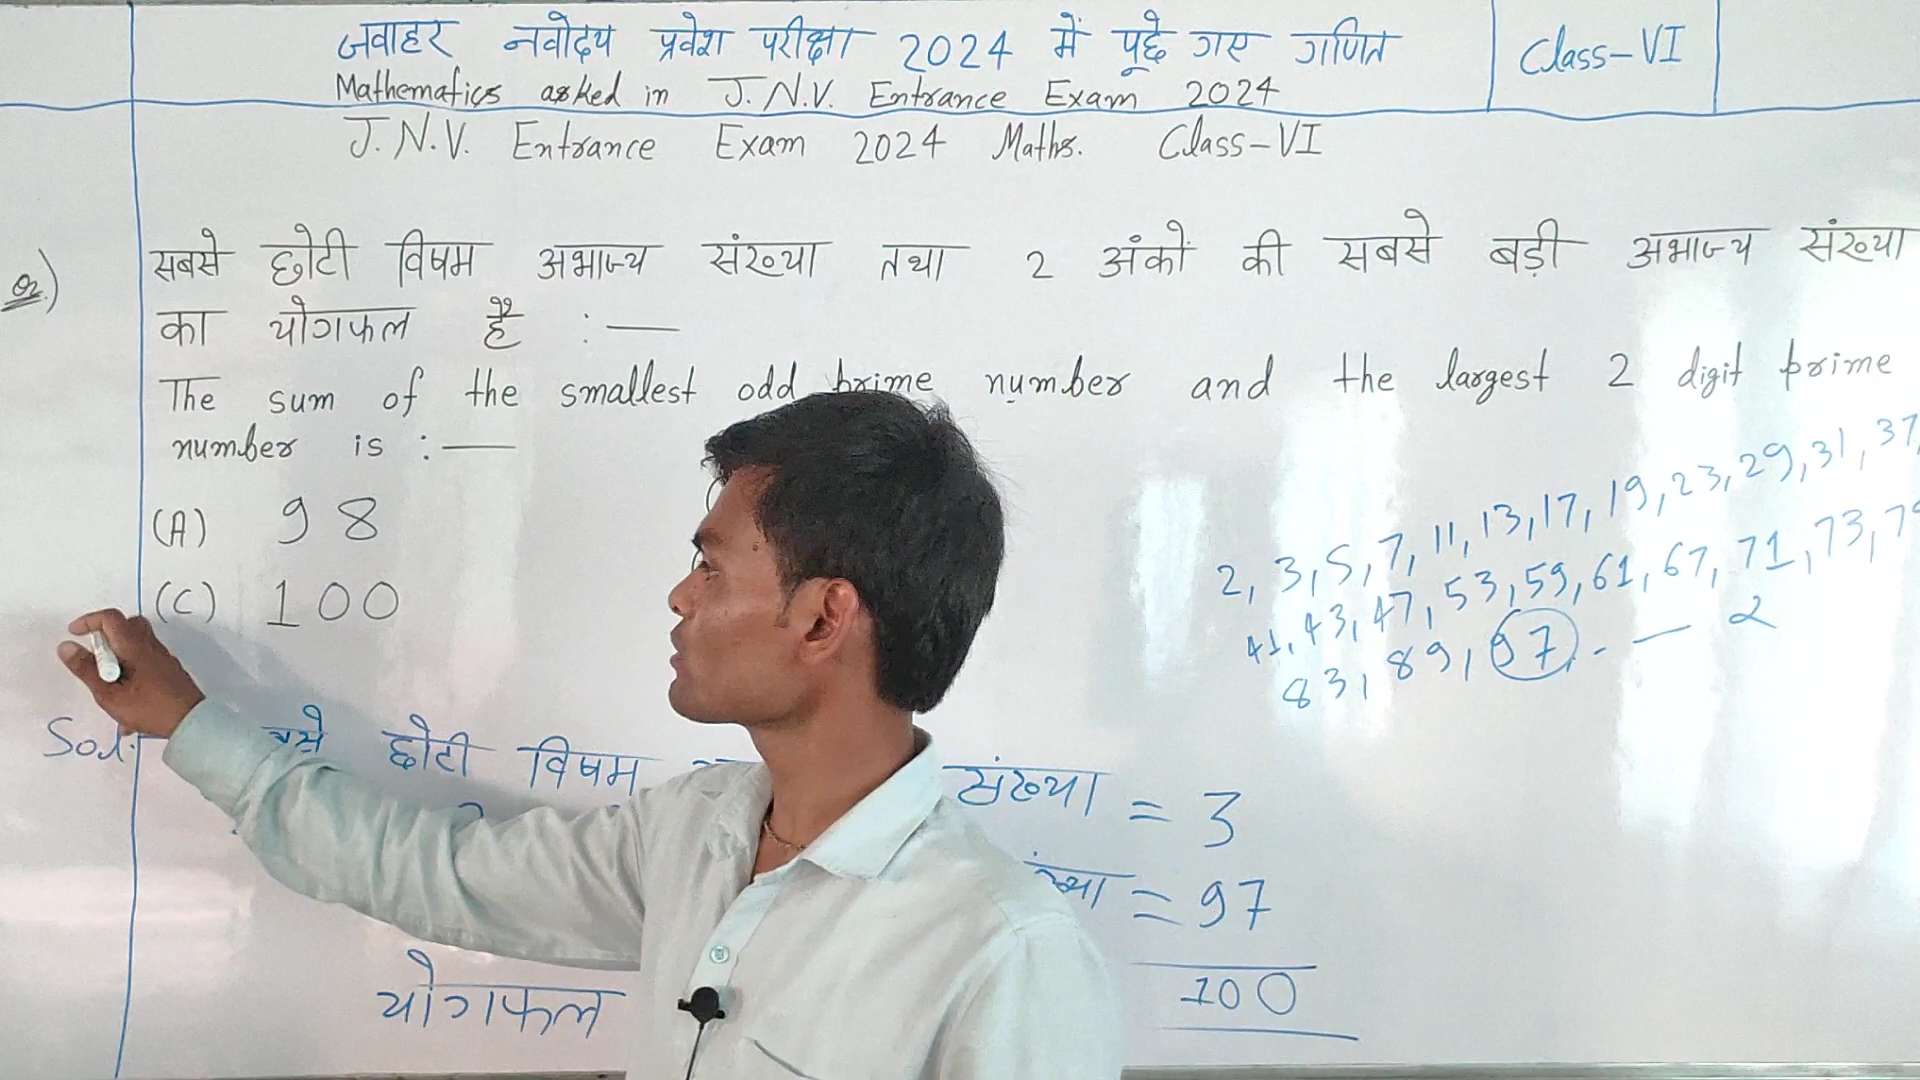 जवाहर नवोदय प्रवेश परीक्षा 2024 में पूछे गए गणित
Class-VI
Mathematics asked in J.N.V. Entrance Exam 2024
J.N.V. Entrance Exam 2024 Maths. Class-VI
Q.)
सबसे छोटी विषम अभाज्य संख्या तथा 2 अंकों की सबसे बड़ी अभाज्य संख्या
का योगफल है :—
The sum of the smallest odd prime number and the largest 2 digit prime
number is :—
(A) 98
(C) 100
2, 3, 5, 7, 11, 13, 17, 19, 23, 29, 31, 37,
41, 43, 47, 53, 59, 61, 67, 71, 73, 79
83, 89, 97, - — 2
Sol.
छोटी विषम संख्या = 3
= 97
योगफल 100